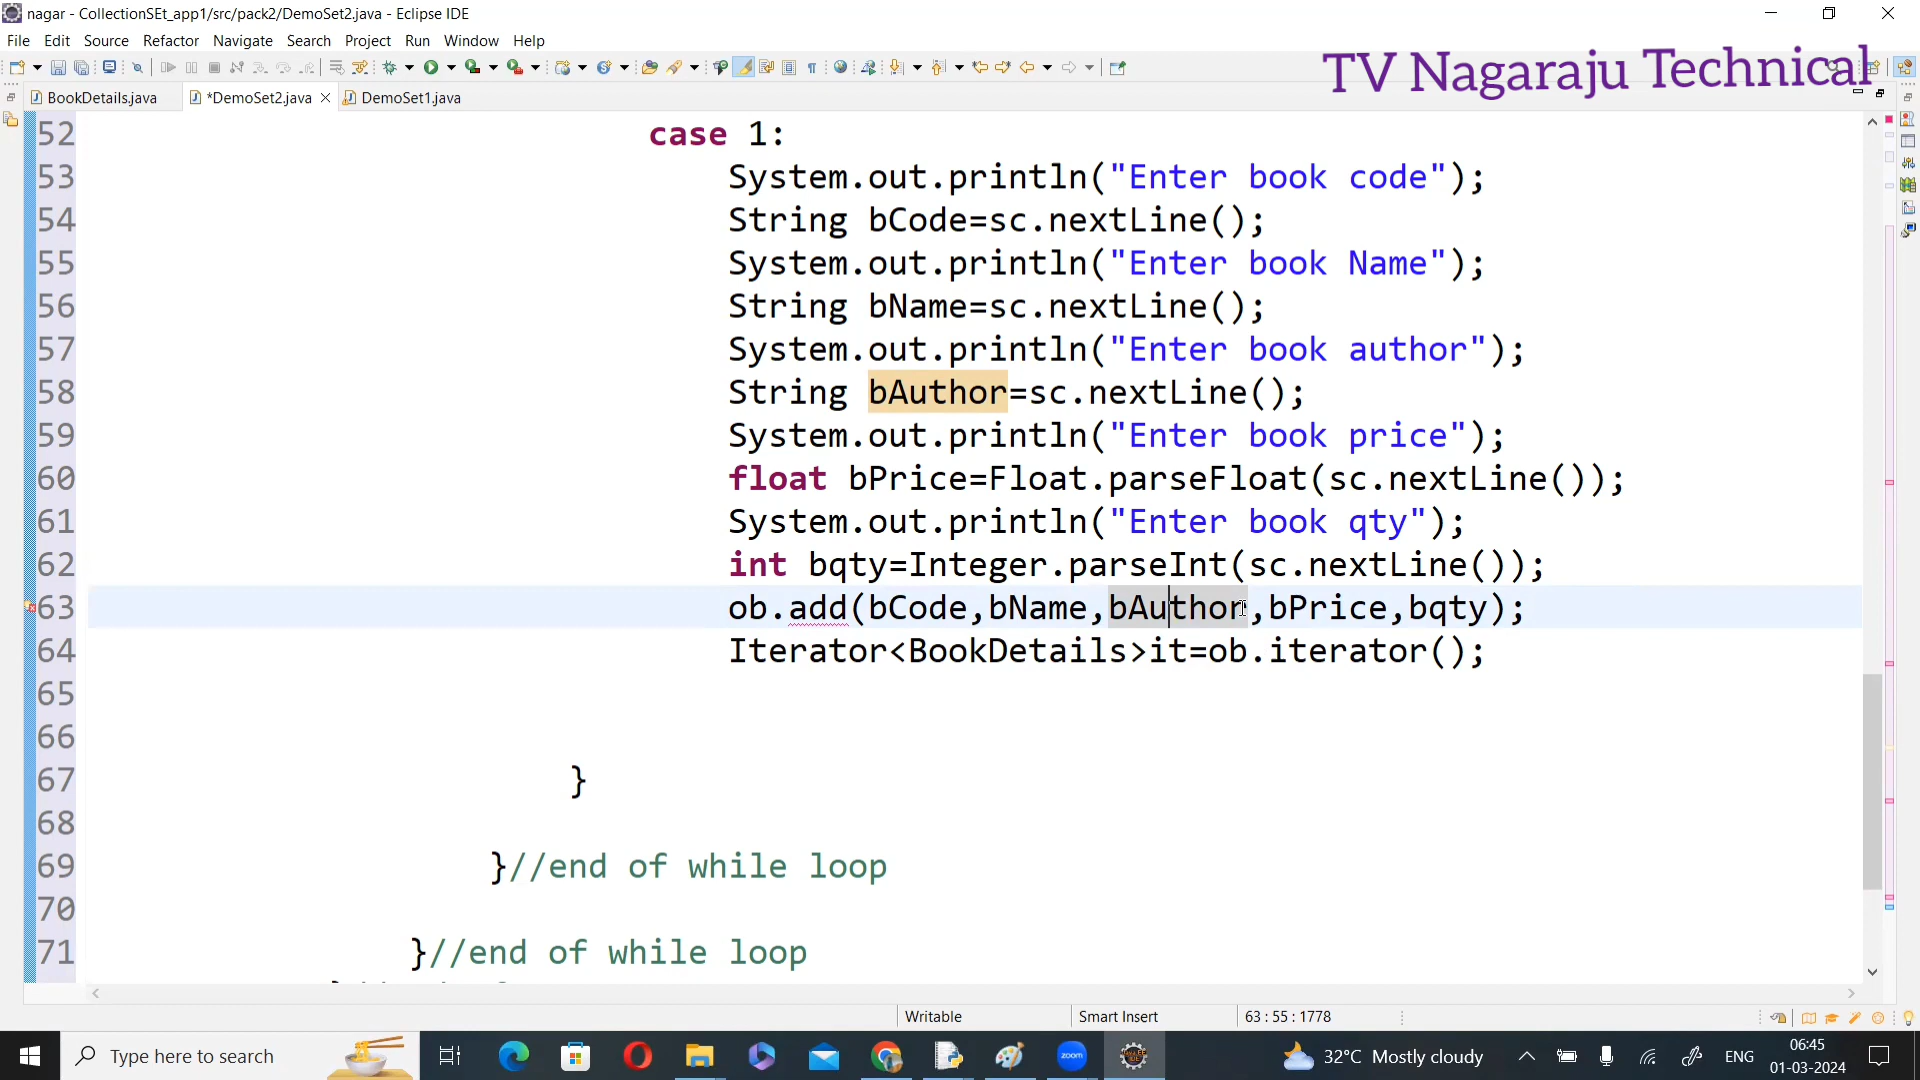 nagar - CollectionSEt_app1/src/pack2/DemoSet2.java - Eclipse IDE
File Edit Source Refactor Navigate Search Project Run Window Help
TV Nagaraju Technical
BookDetails.java *DemoSet2.java DemoSet1.java
52 case 1:
53 System.out.println("Enter book code");
54 String bCode=sc.nextLine();
55 System.out.println("Enter book Name");
56 String bName=sc.nextLine();
57 System.out.println("Enter book author");
58 String bAuthor=sc.nextLine();
59 System.out.println("Enter book price");
60 float bPrice=Float.parseFloat(sc.nextLine());
61 System.out.println("Enter book qty");
62 int bqty=Integer.parseInt(sc.nextLine());
63 ob.add(bCode,bName,bAuthor,bPrice,bqty);
64 Iterator<BookDetails>it=ob.iterator();
65
66
67 }
68
69 }//end of while loop
70
71 }//end of while loop
Writable Smart Insert 63 : 55 : 1778
Type here to search
zoom
32°C Mostly cloudy
ENG
06:45
01-03-2024